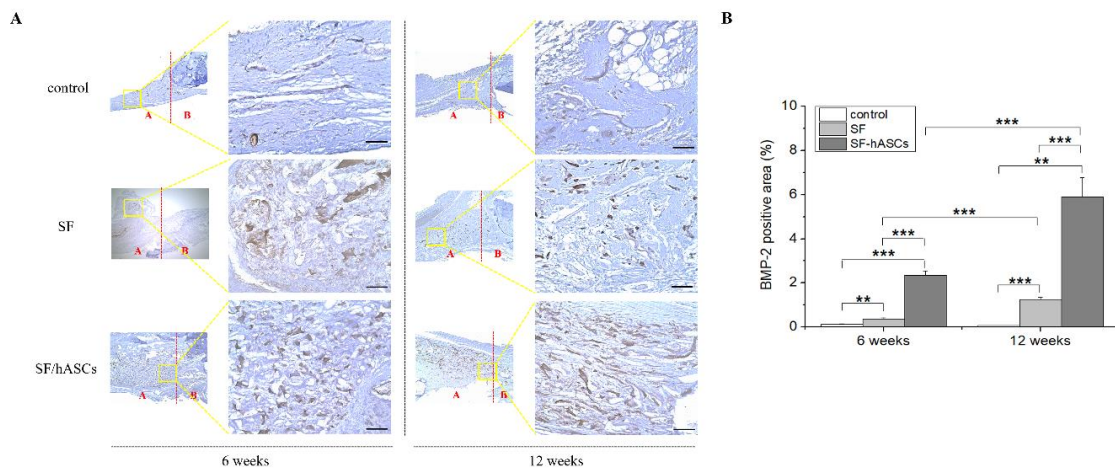 A
B
control
A B
A B
SF
A B
A B
SF/hASCs
A B
A B
6 weeks
12 weeks
10
8
6
4
2
0
BMP-2 positive area (%)
control
SF
SF-hASCs
***
***
**
***
***
***
**
***
6 weeks
12 weeks